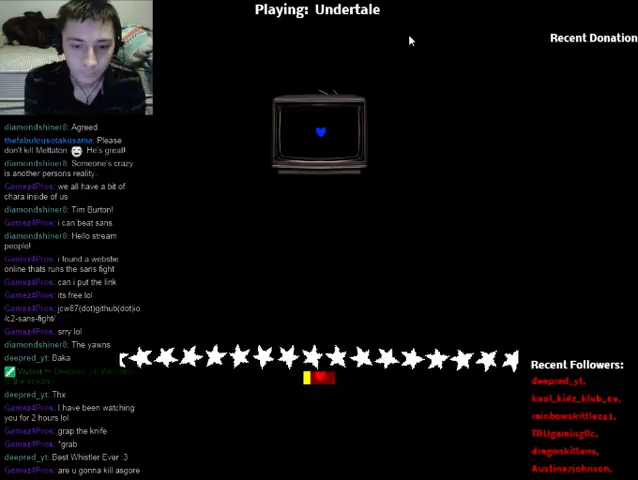 Playing: Undertale
Recent Donation
diamondshiner8: Agreed.
thefabulousotakusama: Please
don't kill Mettaton He's great!
diamondshiner8: Someone's crazy
is another persons reality.
Gamez4Pros: we all have a bit of
chara inside of us
diamondshiner8: Tim Burton!
Gamez4Pros: i can beat sans
diamondshiner8: Hello stream
people!
Gamez4Pros: i found a website
online thats runs the sans fight
Gamez4Pros: can i put the link
Gamez4Pros: its free lol
Gamez4Pros: jcw87(dot)github(dot)io
/c2-sans-fight/
Gamez4Pros: srry lol
diamondshiner8: The yawns
deepred_yt: Baka
deepred_yt: Thx
Gamez4Pros: I have been watching
you for 2 hours lol
Gamez4Pros: grap the knife
Gamez4Pros: *grab
deepred_yt: Best Whistler Ever :3
Gamez4Pros: are u gonna kill asgore
Recent Followers:
deepred_yt,
kool_kidz_klub_69,
TRUgamingllc,
dragonkittens,